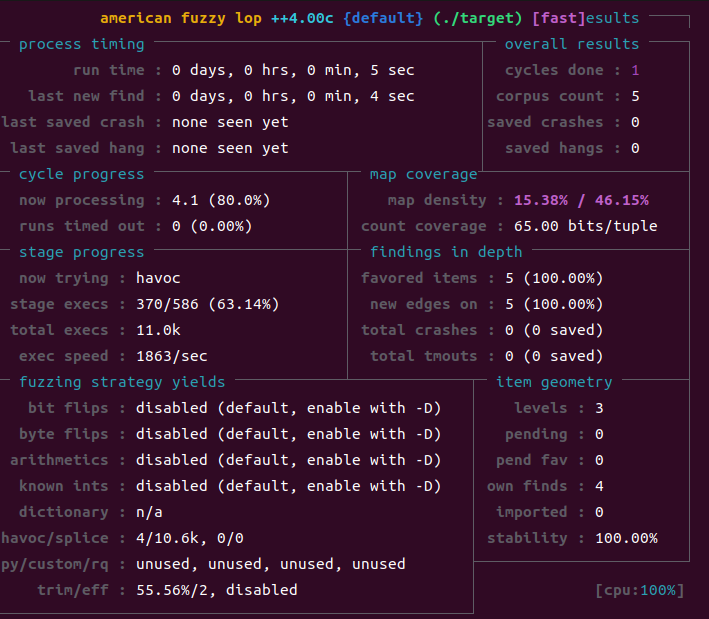 american fuzzy lop ++4.00c {default} (./target) [fast]esults
process timing overall results
run time : 0 days, 0 hrs, 0 min, 5 sec cycles done : 1
last new find : 0 days, 0 hrs, 0 min, 4 sec corpus count : 5
last saved crash : none seen yet saved crashes : 0
last saved hang : none seen yet saved hangs : 0
cycle progress map coverage
now processing : 4.1 (80.0%) map density : 15.38% / 46.15%
runs timed out : 0 (0.00%) count coverage : 65.00 bits/tuple
stage progress findings in depth
now trying : havoc favored items : 5 (100.00%)
stage execs : 370/586 (63.14%) new edges on : 5 (100.00%)
total execs : 11.0k total crashes : 0 (0 saved)
exec speed : 1863/sec total tmouts : 0 (0 saved)
fuzzing strategy yields item geometry
bit flips : disabled (default, enable with -D) levels : 3
byte flips : disabled (default, enable with -D) pending : 0
arithmetics : disabled (default, enable with -D) pend fav : 0
known ints : disabled (default, enable with -D) own finds : 4
dictionary : n/a imported : 0
havoc/splice : 4/10.6k, 0/0 stability : 100.00%
py/custom/rq : unused, unused, unused, unused
trim/eff : 55.56%/2, disabled [cpu:100%]